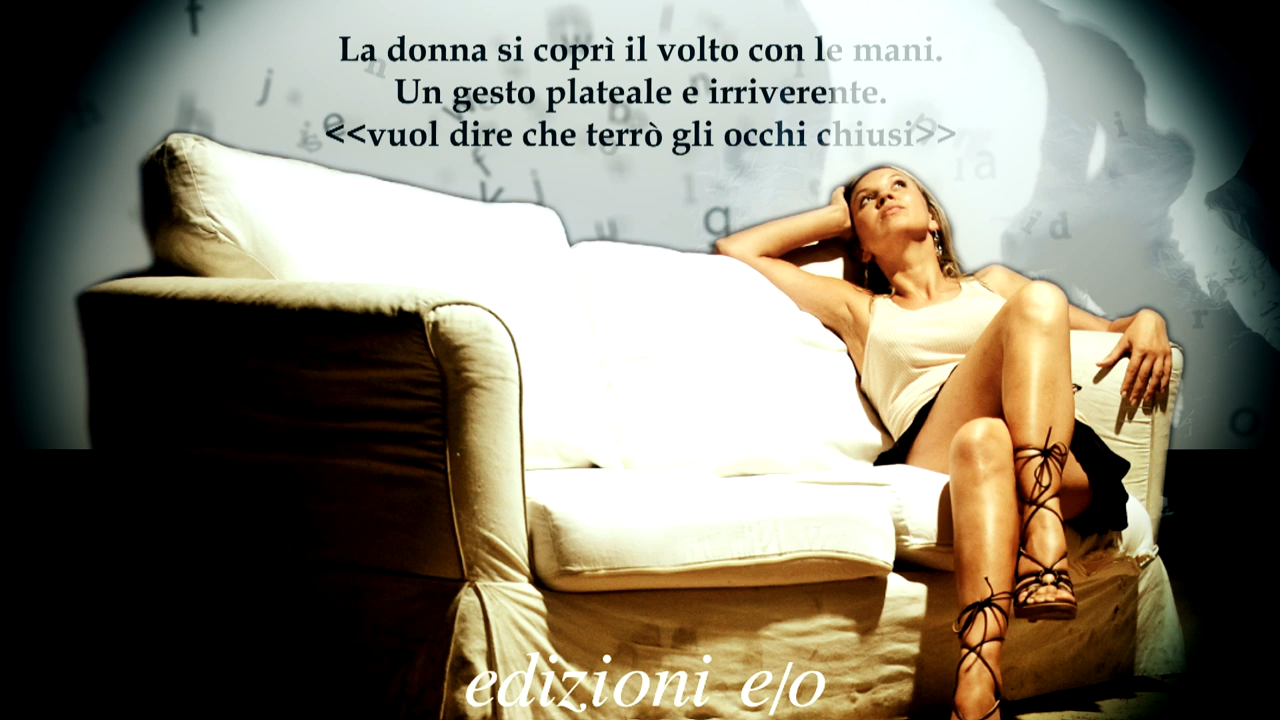 La donna si coprì il volto con le mani.
Un gesto plateale e irriverente.
<<vuol dire che terrò gli occhi chiusi>>
edizioni e/o